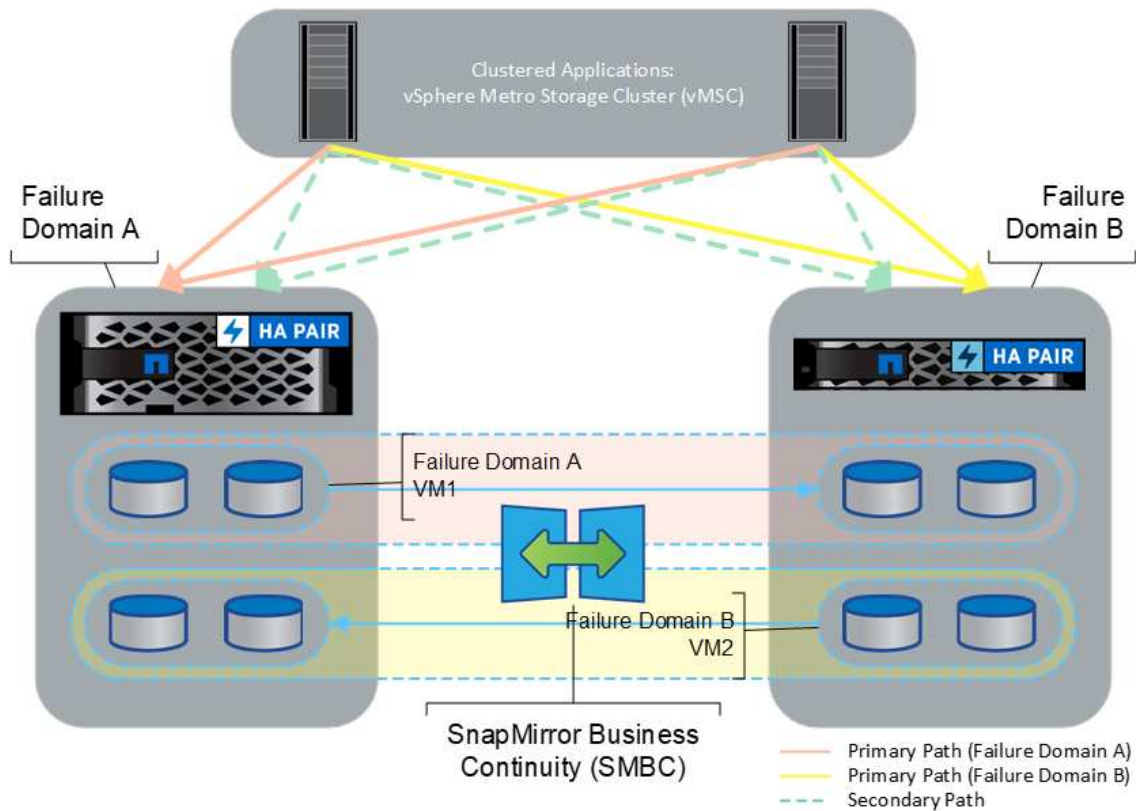 Clustered Applications:
vSphere Metro Storage Cluster (vMSC)
Failure
Domain A
Failure
Domain B
HA PAIR
HA PAIR
Failure Domain A
VM1
Failure Domain B
VM2
SnapMirror Business
Continuity (SMBC)
Primary Path (Failure Domain A)
Primary Path (Failure Domain B)
Secondary Path